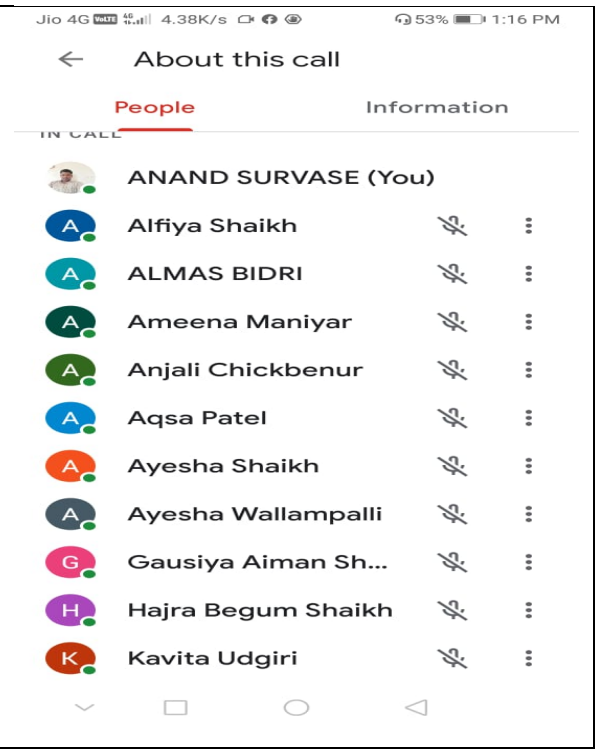 Jio 4G VoLTE 4G 4.38K/s 53% 1:16 PM
About this call
People Information
IN CALL
ANAND SURVASE (You)
A Alfiya Shaikh
A ALMAS BIDRI
A Ameena Maniyar
A Anjali Chickbenur
A Aqsa Patel
A Ayesha Shaikh
A Ayesha Wallampalli
G Gausiya Aiman Sh...
H Hajra Begum Shaikh
K Kavita Udgiri